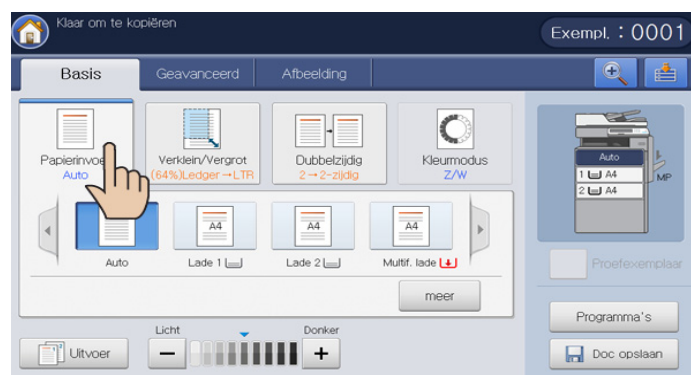 Klaar om te kopiëren
Exempl. : 0001
Basis
Geavanceerd
Afbeelding
Papierinvoe
Auto
Verklein/Vergrot
(64%)Ledger→LTR
Dubbelzijdig
2→2-zijdig
Kleurmodus
Z/W
Auto
1 A4
2 A4
MP
A4
A4
A4
Auto
Lade 1
Lade 2
Multif. lade
meer
Proefexemplaar
Programma's
Uitvoer
Licht
Donker
Doc opslaan